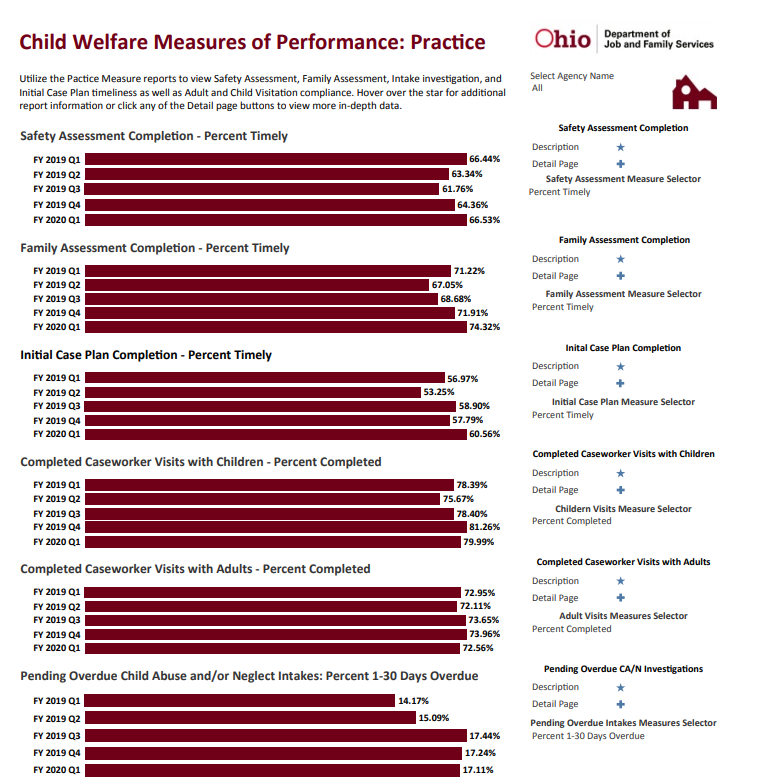 Child Welfare Measures of Performance: Practice
Ohio
Department of
Job and Family Services
Utilize the Pactice Measure reports to view Safety Assessment, Family Assessment, Intake investigation, and
Initial Case Plan timeliness as well as Adult and Child Visitation compliance. Hover over the star for additional
report information or click any of the Detail page buttons to view more in-depth data.
Select Agency Name
All
Safety Assessment Completion - Percent Timely
FY 2019 Q1 66.44%
FY 2019 Q2 63.34%
FY 2019 Q3 61.76%
FY 2019 Q4 64.36%
FY 2020 Q1 66.53%
Safety Assessment Completion
Description
Detail Page
Safety Assessment Measure Selector
Percent Timely
Family Assessment Completion - Percent Timely
FY 2019 Q1 71.22%
FY 2019 Q2 67.05%
FY 2019 Q3 68.68%
FY 2019 Q4 71.91%
FY 2020 Q1 74.32%
Family Assessment Completion
Description
Detail Page
Family Assessment Measure Selector
Percent Timely
Initial Case Plan Completion - Percent Timely
FY 2019 Q1 56.97%
FY 2019 Q2 53.25%
FY 2019 Q3 58.90%
FY 2019 Q4 57.79%
FY 2020 Q1 60.56%
Inital Case Plan Completion
Description
Detail Page
Initial Case Plan Measure Selector
Percent Timely
Completed Caseworker Visits with Children - Percent Completed
FY 2019 Q1 78.39%
FY 2019 Q2 75.67%
FY 2019 Q3 78.40%
FY 2019 Q4 81.26%
FY 2020 Q1 79.99%
Completed Caseworker Visits with Children
Description
Detail Page
Childern Visits Measure Selector
Percent Completed
Completed Caseworker Visits with Adults - Percent Completed
FY 2019 Q1 72.95%
FY 2019 Q2 72.11%
FY 2019 Q3 73.65%
FY 2019 Q4 73.96%
FY 2020 Q1 72.56%
Completed Caseworker Visits with Adults
Description
Detail Page
Adult Visits Measures Selector
Percent Completed
Pending Overdue Child Abuse and/or Neglect Intakes: Percent 1-30 Days Overdue
FY 2019 Q1 14.17%
FY 2019 Q2 15.09%
FY 2019 Q3 17.44%
FY 2019 Q4 17.24%
FY 2020 Q1 17.11%
Pending Overdue CA/N Investigations
Description
Detail Page
Pending Overdue Intakes Measures Selector
Percent 1-30 Days Overdue